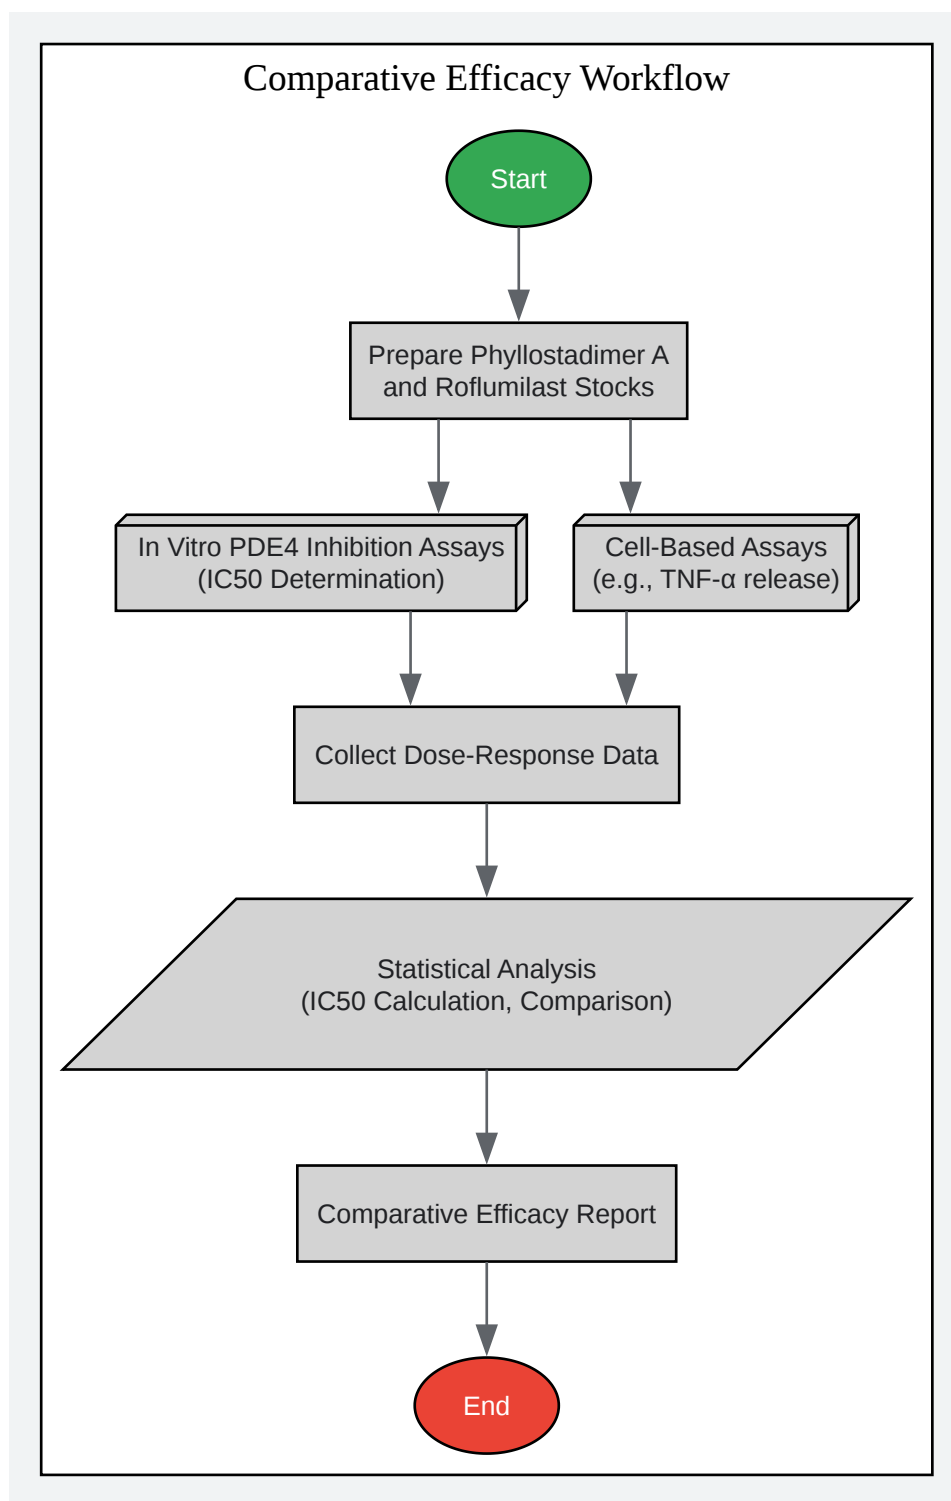 Comparative Efficacy Workflow
Start
Prepare Phyllostadimer A
and Roflumilast Stocks
In Vitro PDE4 Inhibition Assays
(IC50 Determination)
Cell-Based Assays
(e.g., TNF-α release)
Collect Dose-Response Data
Statistical Analysis
(IC50 Calculation, Comparison)
Comparative Efficacy Report
End